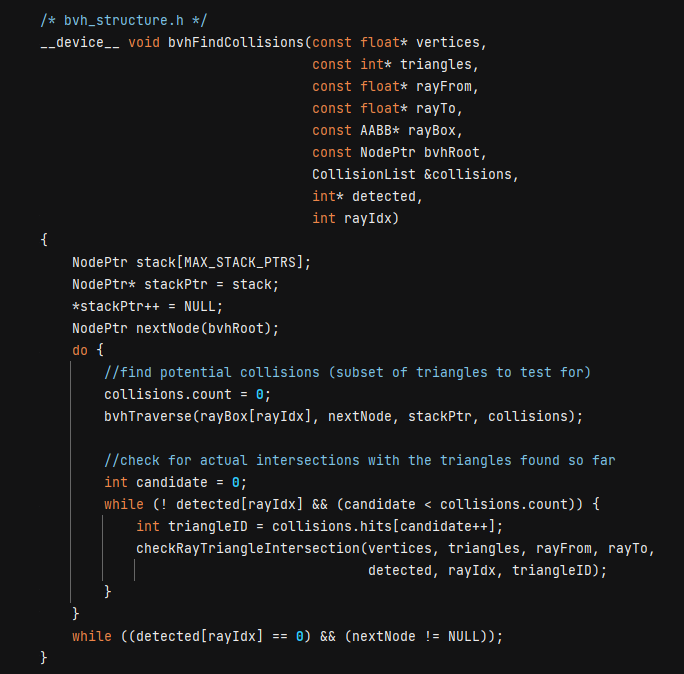 /* bvh_structure.h */
__device__ void bvhFindCollisions(const float* vertices,
const int* triangles,
const float* rayFrom,
const float* rayTo,
const AABB* rayBox,
const NodePtr bvhRoot,
CollisionList &collisions,
int* detected,
int rayIdx)
{
NodePtr stack[MAX_STACK_PTRS];
NodePtr* stackPtr = stack;
*stackPtr++ = NULL;
NodePtr nextNode(bvhRoot);
do {
//find potential collisions (subset of triangles to test for)
collisions.count = 0;
bvhTraverse(rayBox[rayIdx], nextNode, stackPtr, collisions);
//check for actual intersections with the triangles found so far
int candidate = 0;
while (! detected[rayIdx] && (candidate < collisions.count)) {
int triangleID = collisions.hits[candidate++];
checkRayTriangleIntersection(vertices, triangles, rayFrom, rayTo,
detected, rayIdx, triangleID);
}
}
while ((detected[rayIdx] == 0) && (nextNode != NULL));
}